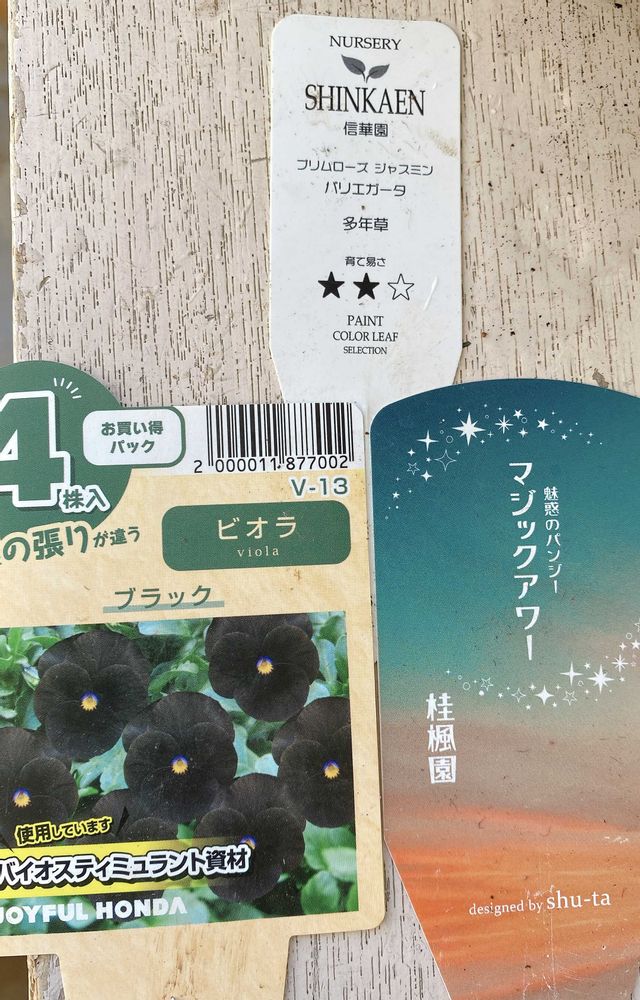 NURSERY
SHINKAEN
信華園
プリムローズ ジャスミン
バリエガータ
多年草
育て易さ
★★☆
PAINT
COLOR LEAF
SELECTION
4
株入
お買い得
パック
2 000011 877002
V-13
の張りが違う
ビオラ
viola
ブラック
使用しています
バイオスティミュラント資材
JOYFUL HONDA
魅惑のパンジー
マジックアワー
桂楓園
designed by shu-ta